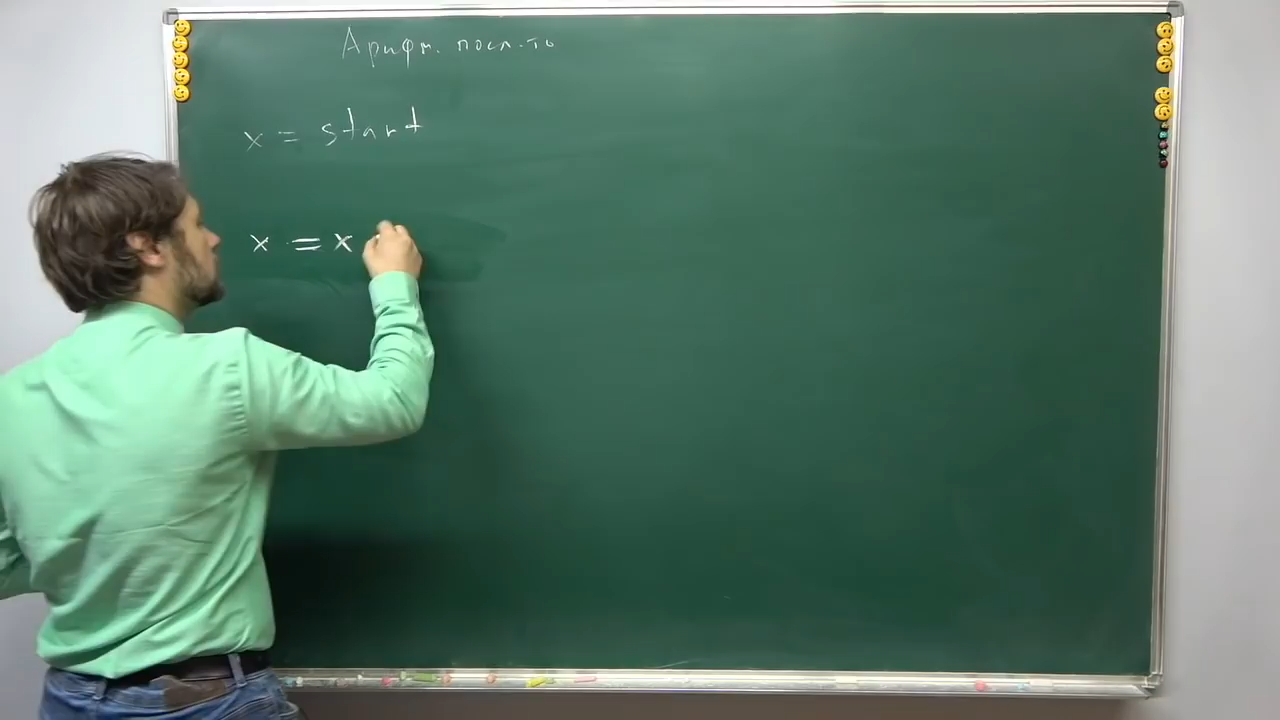 Арифм. посл-ть
x = start
x = x